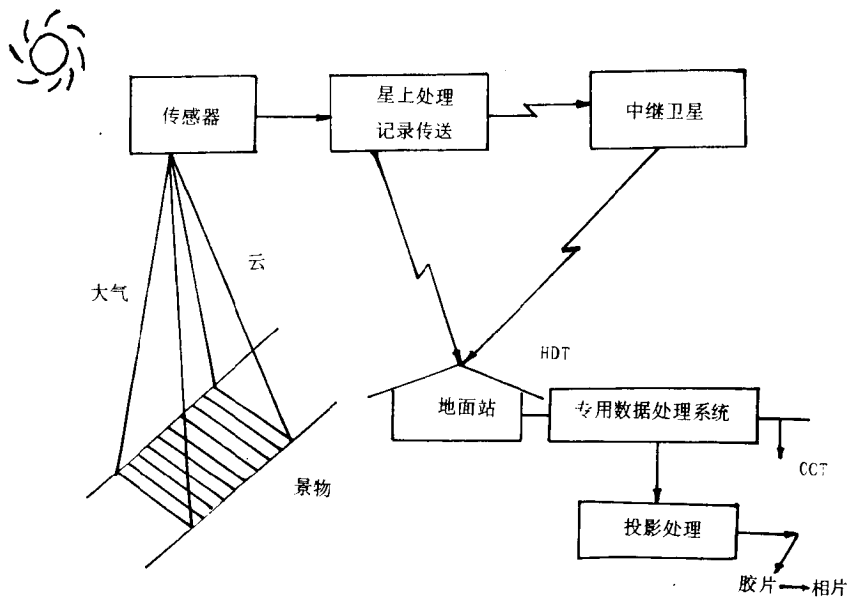 传感器
星上处理
记录传送
中继卫星
大气
云
HDT
地面站
专用数据处理系统
CCT
景物
投影处理
胶片
相片